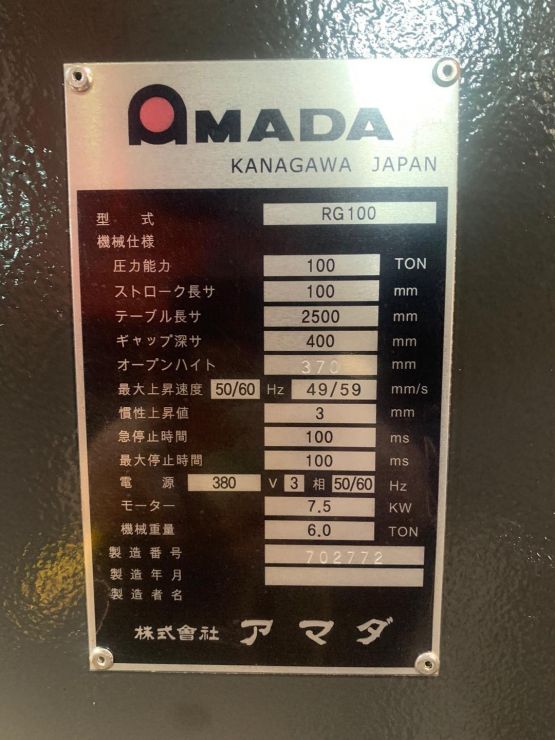 AMADA
KANAGAWA JAPAN
型式 RG100
機械仕様
圧力能力 100 TON
ストローク長サ 100 mm
テーブル長サ 2500 mm
ギャップ深サ 400 mm
オープンハイト 370 mm
最大上昇速度 50/60 Hz 49/59 mm/s
慣性上昇値 3 mm
急停止時間 100 ms
最大停止時間 100 ms
電源 380 V 3 相 50/60 Hz
モーター 7.5 KW
機械重量 6.0 TON
製造番号 702772
製造年月
製造者名
株式會社 アマダ